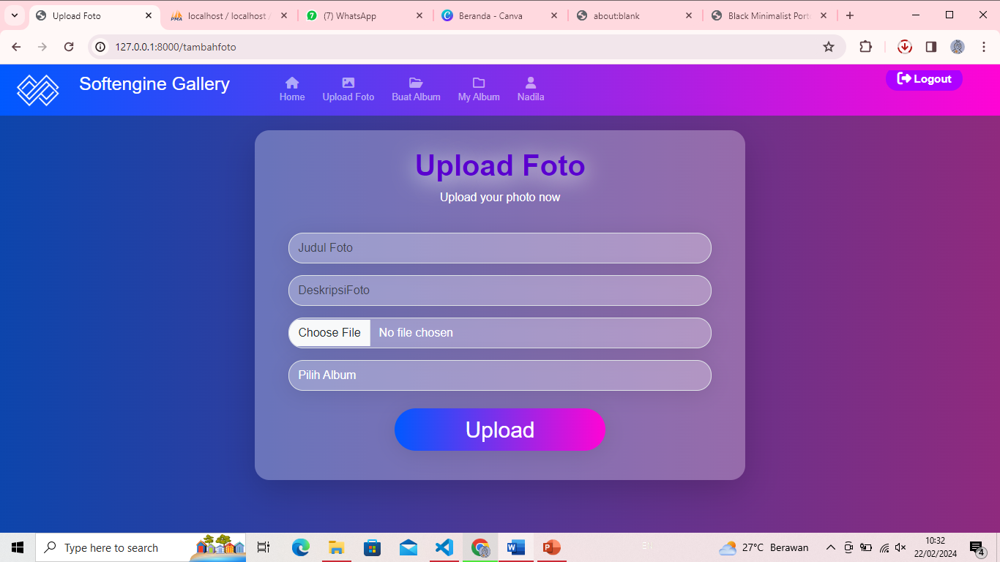 Upload Foto
localhost / localhost /
(7) WhatsApp
Beranda - Canva
about:blank
Black Minimalist Port
127.0.0.1:8000/tambahfoto
Softengine Gallery
Home
Upload Foto
Buat Album
My Album
Nadila
Logout
Upload Foto
Upload your photo now
Judul Foto
DeskripsiFoto
Choose File No file chosen
Pilih Album
Upload
Type here to search
27°C Berawan
10:32
22/02/2024
4